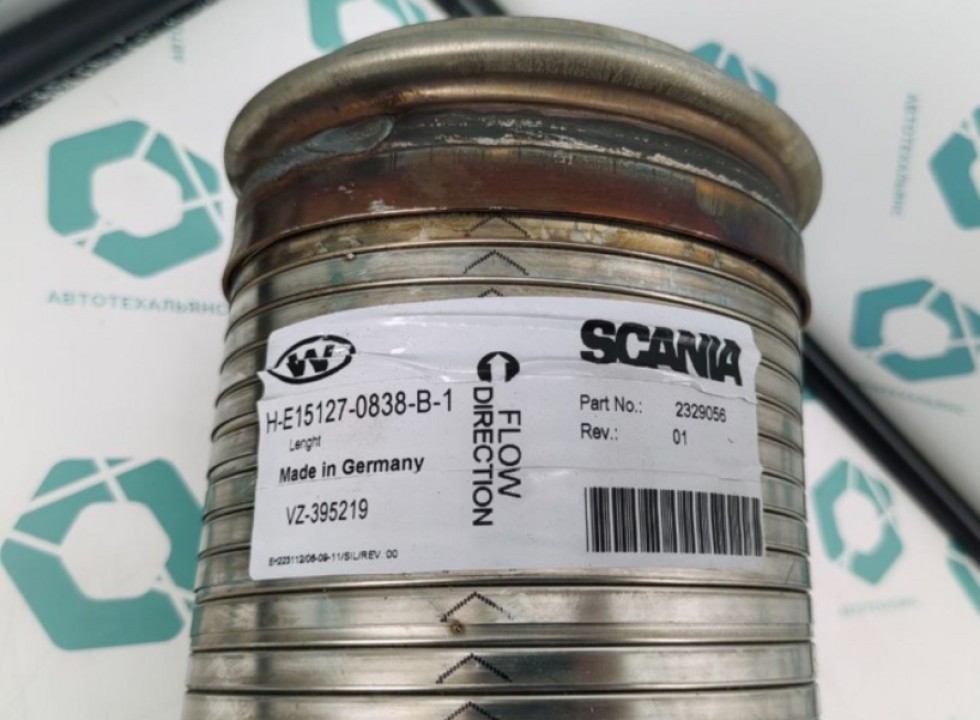 W
H-E15127-0838-B-1
Lenght
Made in Germany
VZ-395219
FLOW
DIRECTION
SCANIA
Part No.: 2329056
Rev.: 01
АВТОТЕХАЛЬЯНС